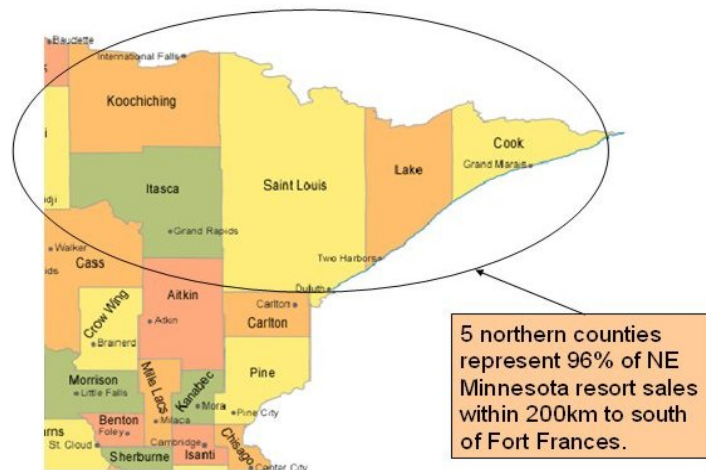 Baudette
International Falls
Koochiching
Cook
Grand Marais
Lake
Saint Louis
Itasca
Grand Rapids
Two Harbors
Walker
Cass
Duluth
Aitkin
Aitkin
Carlton
Carlton
Crow Wing
Brainerd
Pine
Mille Lacs
Kanabec
Morrison
Little Falls
Mora
Pine City
Benton
Foley
Milaca
St. Cloud
Cambridge
Chisago
Isanti
Sherburne
Center City
5 northern counties
represent 96% of NE
Minnesota resort sales
within 200km to south
of Fort Frances.